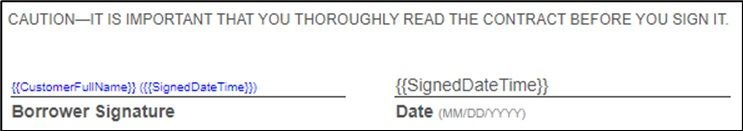 CAUTION—IT IS IMPORTANT THAT YOU THOROUGHLY READ THE CONTRACT BEFORE YOU SIGN IT.
{{CustomerFullName}} ({{SignedDateTime}}) {{SignedDateTime}}
Borrower Signature Date (MM/DD/YYYY)